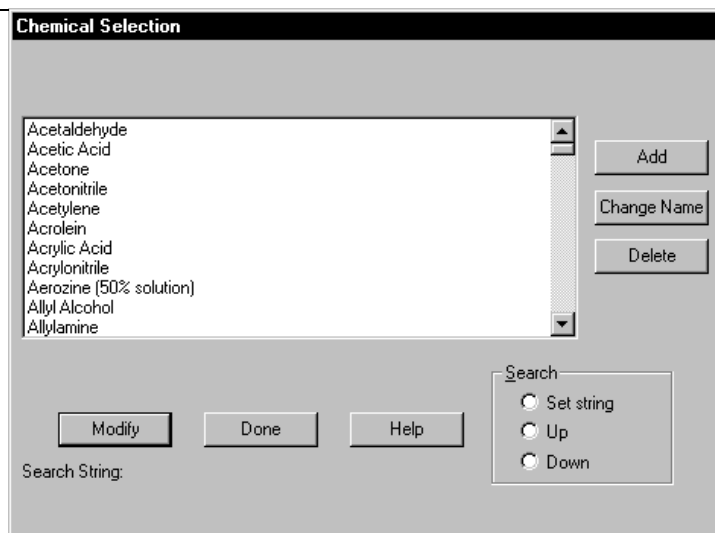 Chemical Selection
Acetaldehyde
Acetic Acid
Acetone
Acetonitrile
Acetylene
Acrolein
Acrylic Acid
Acrylonitrile
Aerozine (50% solution)
Allyl Alcohol
Allylamine
Add
Change Name
Delete
Modify
Done
Help
Search String:
Search
Set string
Up
Down